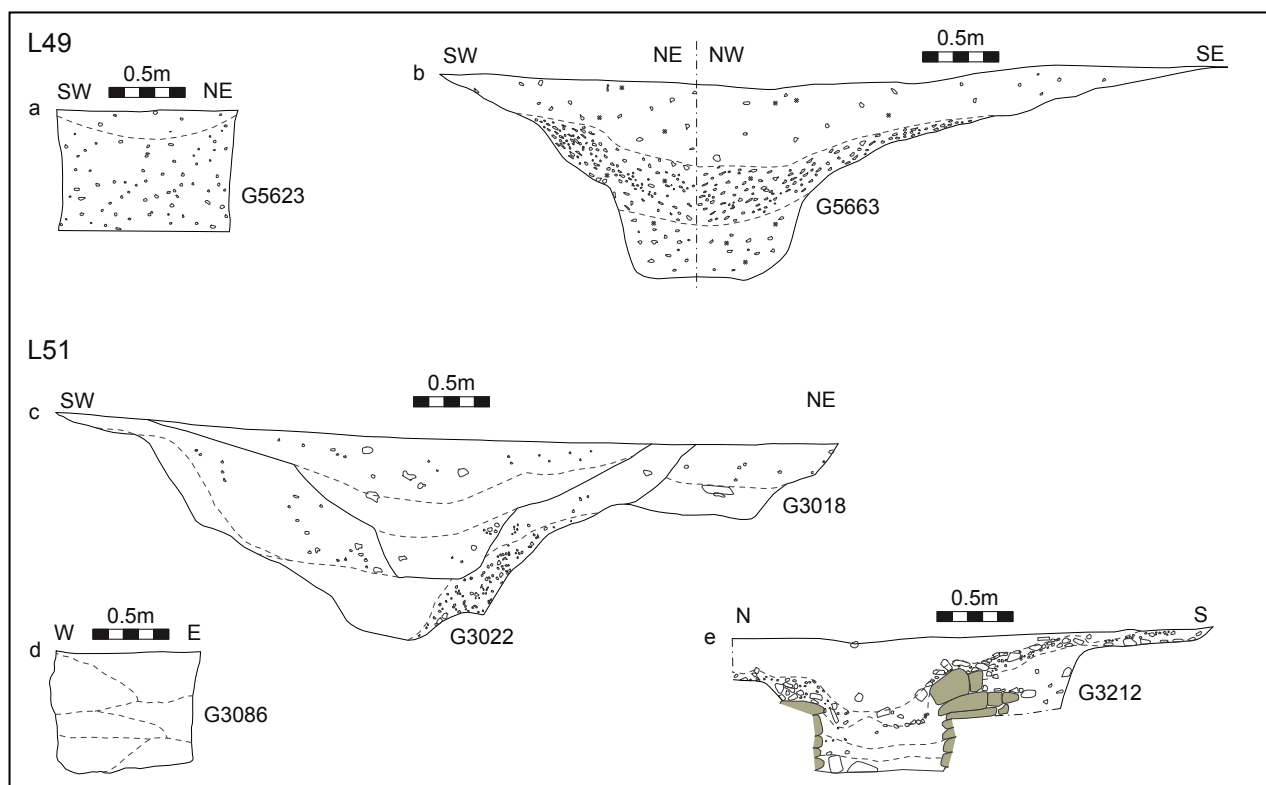 L49
0.5m
SW NE
a
G5623
b
SW NE NW SE
0.5m
G5663
L51
0.5m
c
SW NE
G3018
G3022
0.5m
W E
d
G3086
0.5m
N S
e
G3212